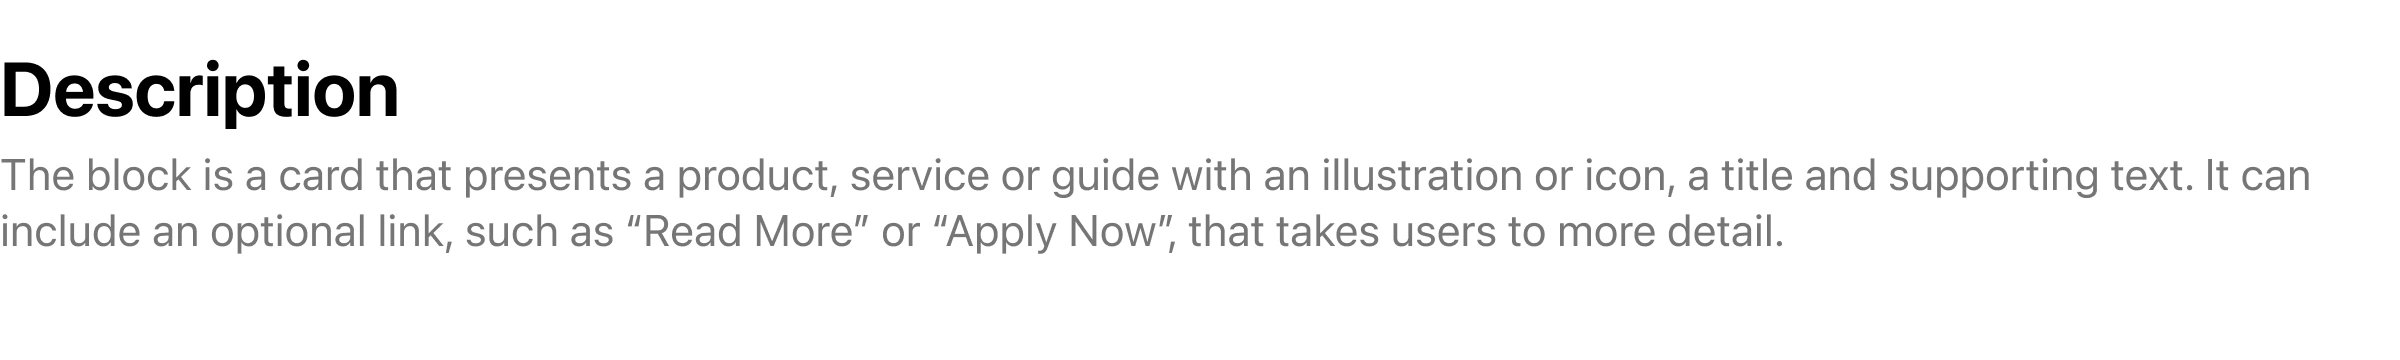 Description
The block is a card that presents a product, service or guide with an illustration or icon, a title and supporting text. It can
include an optional link, such as “Read More” or “Apply Now”, that takes users to more detail.